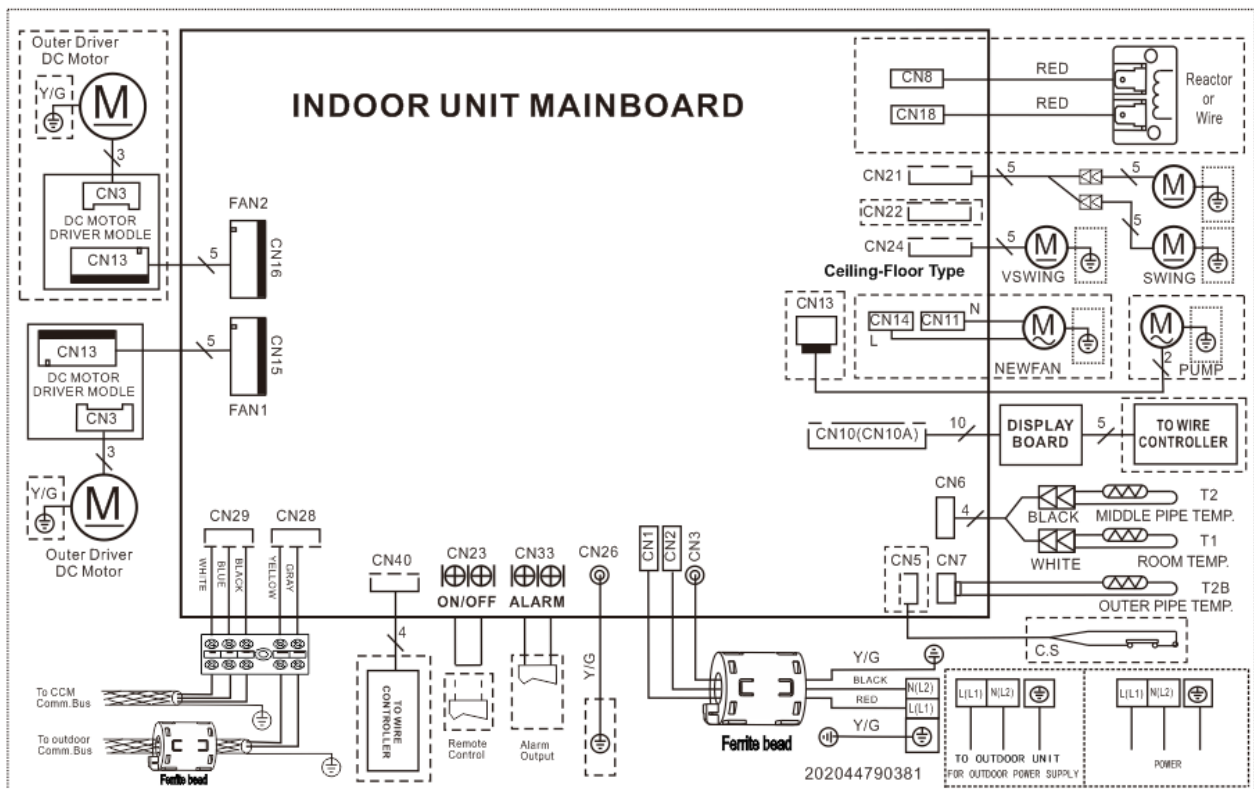 Outer Driver
DC Motor
Y/G
M
3
CN3
DC MOTOR
DRIVER MODLE
CN13
5
FAN2
CN16
INDOOR UNIT MAINBOARD
CN8
RED
CN18
RED
Reactor
or
Wire
CN21
5
5
M
CN22
5
CN24
5
M
M
Ceiling-Floor Type
VSWING
SWING
CN13
CN14
CN11
N
L
M
NEWFAN
M
2
PUMP
CN13
DC MOTOR
DRIVER MODLE
CN3
5
CN15
FAN1
3
Y/G
M
Outer Driver
DC Motor
CN10(CN10A)
10
DISPLAY
BOARD
5
TO WIRE
CONTROLLER
CN6
4
BLACK
T2
MIDDLE PIPE TEMP.
WHITE
T1
ROOM TEMP.
CN5
CN7
T2B
OUTER PIPE TEMP.
C.S
CN29
CN28
WHITE
BLUE
BLACK
YELLOW
GRAY
CN40
4
TO WIRE
CONTROLLER
CN23
ON/OFF
Remote
Control
CN33
ALARM
Alarm
Output
CN26
Y/G
CN1
CN2
CN3
To CCM
Comm.Bus
To outdoor
Comm.Bus
Ferrite bead
Ferrite bead
Y/G
BLACK
RED
Y/G
N(L2)
L(L1)
202044790381
L(L1)
N(L2)
TO OUTDOOR UNIT
FOR OUTDOOR POWER SUPPLY
L(L1)
N(L2)
POWER